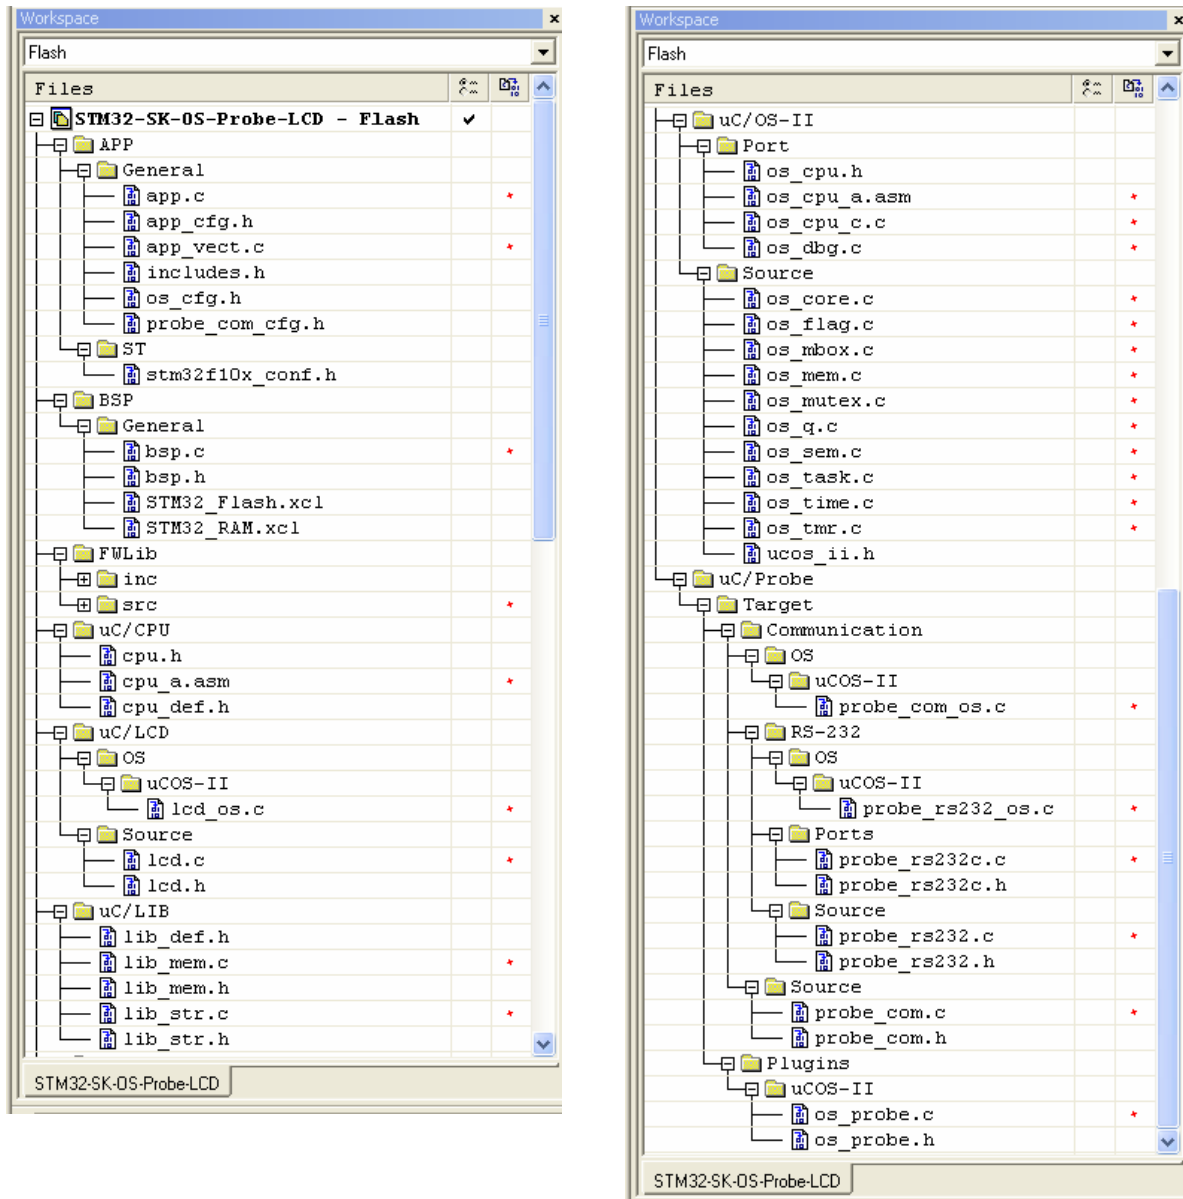 Workspace
Flash
Files
STM32-SK-OS-Probe-LCD - Flash
APP
General
app.c
app_cfg.h
app_vect.c
includes.h
os_cfg.h
probe_com_cfg.h
ST
stm32f10x_conf.h
BSP
General
bsp.c
bsp.h
STM32_Flash.xcl
STM32_RAM.xcl
FWLib
inc
src
uC/CPU
cpu.h
cpu_a.asm
cpu_def.h
uC/LCD
OS
uCOS-II
lcd_os.c
Source
lcd.c
lcd.h
uC/LIB
lib_def.h
lib_mem.c
lib_mem.h
lib_str.c
lib_str.h
STM32-SK-OS-Probe-LCD
Workspace
Flash
Files
uC/OS-II
Port
os_cpu.h
os_cpu_a.asm
os_cpu_c.c
os_dbg.c
Source
os_core.c
os_flag.c
os_mbox.c
os_mem.c
os_mutex.c
os_q.c
os_sem.c
os_task.c
os_time.c
os_tmr.c
ucos_ii.h
uC/Probe
Target
Communication
OS
uCOS-II
probe_com_os.c
RS-232
OS
uCOS-II
probe_rs232_os.c
Ports
probe_rs232c.c
probe_rs232c.h
Source
probe_rs232.c
probe_rs232.h
Source
probe_com.c
probe_com.h
Plugins
uCOS-II
os_probe.c
os_probe.h
STM32-SK-OS-Probe-LCD